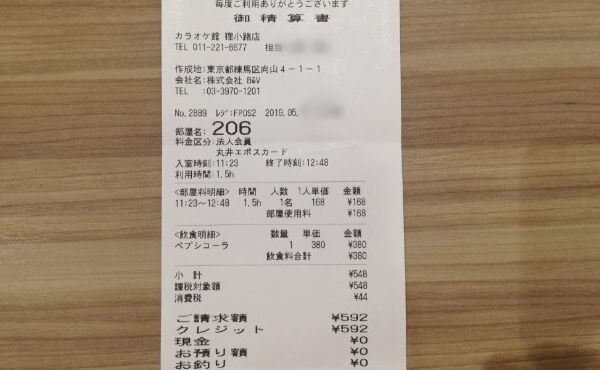 毎度ご利用ありがとうございます
御精算書
カラオケ館 狸小路店
TEL 011-221-6677 担当
作成地:東京都練馬区向山4-1-1
会社名:株式会社 B&V
TEL :03-3970-1201
No.2889 レジ:FPOS2 2019.05.
部屋名: 206
料金区分:法人会員
丸井エポスカード
入室時刻:11:23 終了時刻:12:48
利用時間:1.5h
<部屋料明細> 時間 人数 1人単価 金額
11:23~12:48 1.5h 1名 168 ¥168
部屋使用料 ¥168
<飲食明細> 数量 単価 金額
ペプシコーラ 1 380 ¥380
飲食料合計 ¥380
小 計 ¥548
課税対象額 ¥548
消費税 ¥44
ご請求額 ¥592
クレジット ¥592
現金 ¥0
お預り額 ¥0
お釣り ¥0